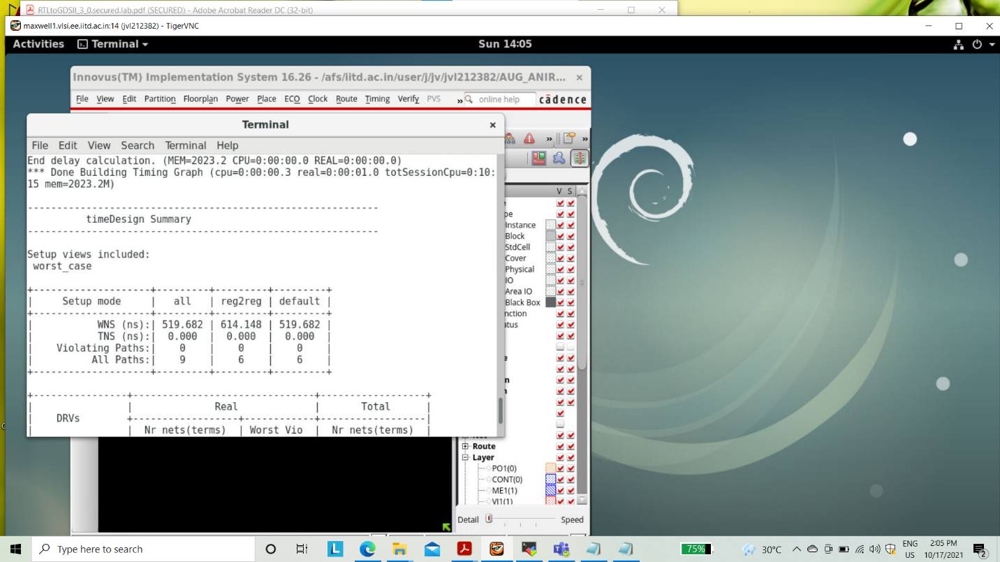 RTLtoGDSII_3_0.secured.lab.pdf (SECURED) - Adobe Acrobat Reader DC (32-bit)
maxwell1.vlsi.ee.iitd.ac.in:14 (jvl212382) - TigerVNC
Activities Terminal Sun 14:05
Innovus(TM) Implementation System 16.26 - /afs/iitd.ac.in/user/j/jv/jvl212382/AUG_ANIR...
File View Edit Partition Floorplan Power Place ECO Clock Route Timing Verify PVS » online help cādence
Terminal
File Edit View Search Terminal Help
End delay calculation. (MEM=2023.2 CPU=0:00:00.0 REAL=0:00:00.0)
*** Done Building Timing Graph (cpu=0:00:00.3 real=0:00:01.0 totSessionCpu=0:10:
15 mem=2023.2M)
------------------------------------------------------------
timeDesign Summary
------------------------------------------------------------
Setup views included:
worst_case
+--------------------+---------+---------+---------+
| Setup mode | all | reg2reg | default |
+--------------------+---------+---------+---------+
| WNS (ns):| 519.682 | 614.148 | 519.682 |
| TNS (ns):| 0.000 | 0.000 | 0.000 |
| Violating Paths:| 0 | 0 | 0 |
| All Paths:| 9 | 6 | 6 |
+--------------------+---------+---------+---------+
+----------------+-------------------------------+------------------+
| | Real | Total |
| DRVs +------------------+------------+------------------|
| | Nr nets(terms) | Worst Vio | Nr nets(terms) |
V S
pe
Instance
Block
StdCell
Cover
Physical
IO
Area IO
Black Box
nction
atus
Route
Layer
PO1(0)
CONT(0)
ME1(1)
VI1(1)
Detail Speed
Type here to search
75%
30°C
ENG
US
2:05 PM
10/17/2021
2